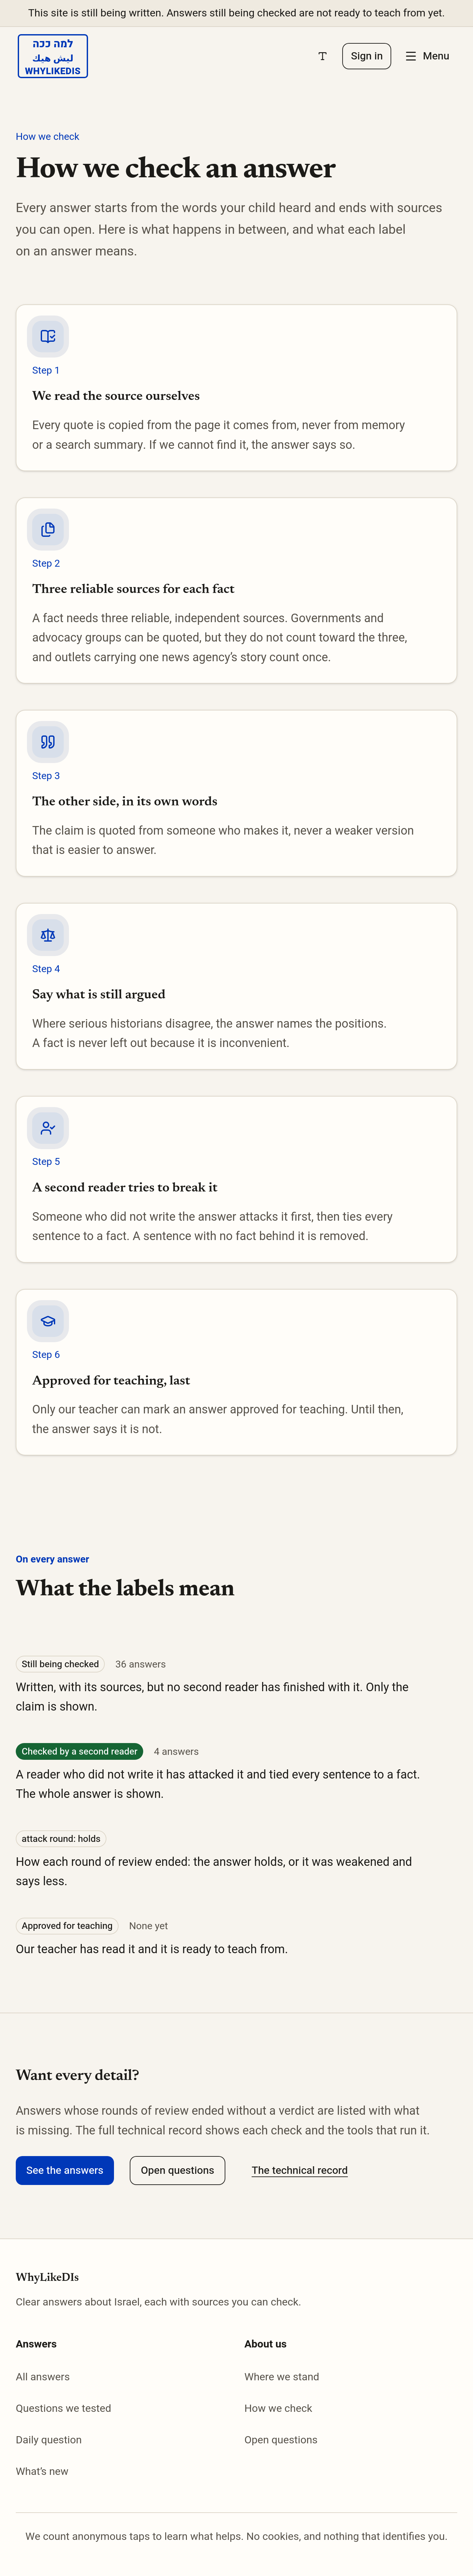 This site is still being written. Answers still being checked are not ready to teach from yet.
למה ככה
ليش هيك
WHYLIKEDIS
Sign in
Menu
How we check
How we check an answer
Every answer starts from the words your child heard and ends with sources
you can open. Here is what happens in between, and what each label
on an answer means.
Step 1
We read the source ourselves
Every quote is copied from the page it comes from, never from memory
or a search summary. If we cannot find it, the answer says so.
Step 2
Three reliable sources for each fact
A fact needs three reliable, independent sources. Governments and
advocacy groups can be quoted, but they do not count toward the three,
and outlets carrying one news agency’s story count once.
Step 3
The other side, in its own words
The claim is quoted from someone who makes it, never a weaker version
that is easier to answer.
Step 4
Say what is still argued
Where serious historians disagree, the answer names the positions.
A fact is never left out because it is inconvenient.
Step 5
A second reader tries to break it
Someone who did not write the answer attacks it first, then ties every
sentence to a fact. A sentence with no fact behind it is removed.
Step 6
Approved for teaching, last
Only our teacher can mark an answer approved for teaching. Until then,
the answer says it is not.
On every answer
What the labels mean
Still being checked 36 answers
Written, with its sources, but no second reader has finished with it. Only the
claim is shown.
Checked by a second reader 4 answers
A reader who did not write it has attacked it and tied every sentence to a fact.
The whole answer is shown.
attack round: holds
How each round of review ended: the answer holds, or it was weakened and
says less.
Approved for teaching None yet
Our teacher has read it and it is ready to teach from.
Want every detail?
Answers whose rounds of review ended without a verdict are listed with what
is missing. The full technical record shows each check and the tools that run it.
See the answers
Open questions
The technical record
WhyLikeDIs
Clear answers about Israel, each with sources you can check.
Answers
All answers
Questions we tested
Daily question
What’s new
About us
Where we stand
How we check
Open questions
We count anonymous taps to learn what helps. No cookies, and nothing that identifies you.